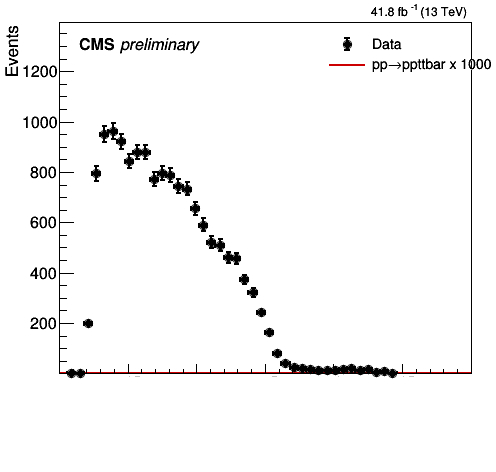 41.8 fb⁻¹ (13 TeV)
CMS preliminary
Data
pp→ppttbar x 1000
Events
1200
1000
800
600
400
200